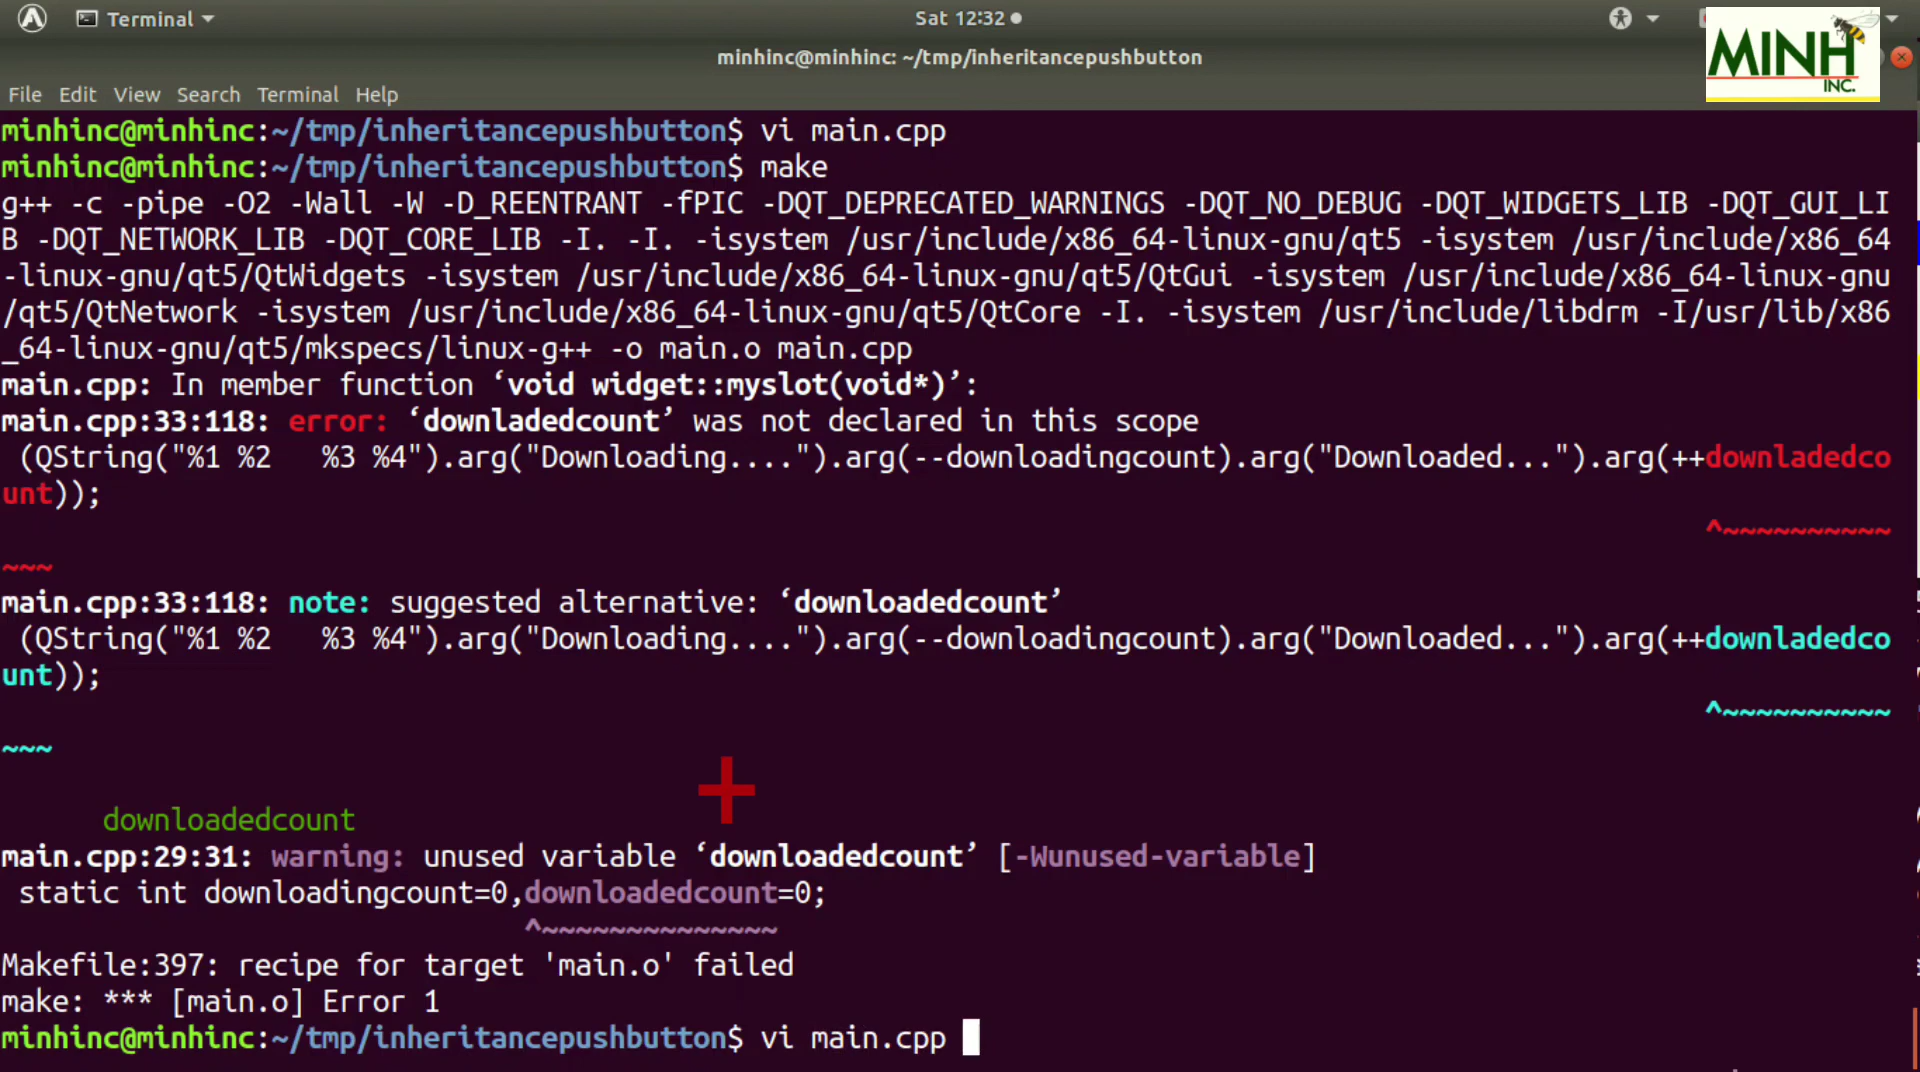 Terminal
Sat 12:32
MINH
INC.
minhinc@minhinc: ~/tmp/inheritancepushbutton
File Edit View Search Terminal Help
minhinc@minhinc:~/tmp/inheritancepushbutton$ vi main.cpp
minhinc@minhinc:~/tmp/inheritancepushbutton$ make
g++ -c -pipe -O2 -Wall -W -D_REENTRANT -fPIC -DQT_DEPRECATED_WARNINGS -DQT_NO_DEBUG -DQT_WIDGETS_LIB -DQT_GUI_LI
B -DQT_NETWORK_LIB -DQT_CORE_LIB -I. -I. -isystem /usr/include/x86_64-linux-gnu/qt5 -isystem /usr/include/x86_64
-linux-gnu/qt5/QtWidgets -isystem /usr/include/x86_64-linux-gnu/qt5/QtGui -isystem /usr/include/x86_64-linux-gnu
/qt5/QtNetwork -isystem /usr/include/x86_64-linux-gnu/qt5/QtCore -I. -isystem /usr/include/libdrm -I/usr/lib/x86
_64-linux-gnu/qt5/mkspecs/linux-g++ -o main.o main.cpp
main.cpp: In member function ‘void widget::myslot(void*)’:
main.cpp:33:118: error: ‘downladedcount’ was not declared in this scope
(QString("%1 %2   %3 %4").arg("Downloading....").arg(--downloadingcount).arg("Downloaded...").arg(++downladedco
unt));
^~~~~~~~~~~
~~~
main.cpp:33:118: note: suggested alternative: ‘downloadedcount’
(QString("%1 %2   %3 %4").arg("Downloading....").arg(--downloadingcount).arg("Downloaded...").arg(++downladedco
unt));
^~~~~~~~~~~
~~~
downloadedcount
main.cpp:29:31: warning: unused variable ‘downloadedcount’ [-Wunused-variable]
static int downloadingcount=0,downloadedcount=0;
^~~~~~~~~~~~~~~
Makefile:397: recipe for target 'main.o' failed
make: *** [main.o] Error 1
minhinc@minhinc:~/tmp/inheritancepushbutton$ vi main.cpp